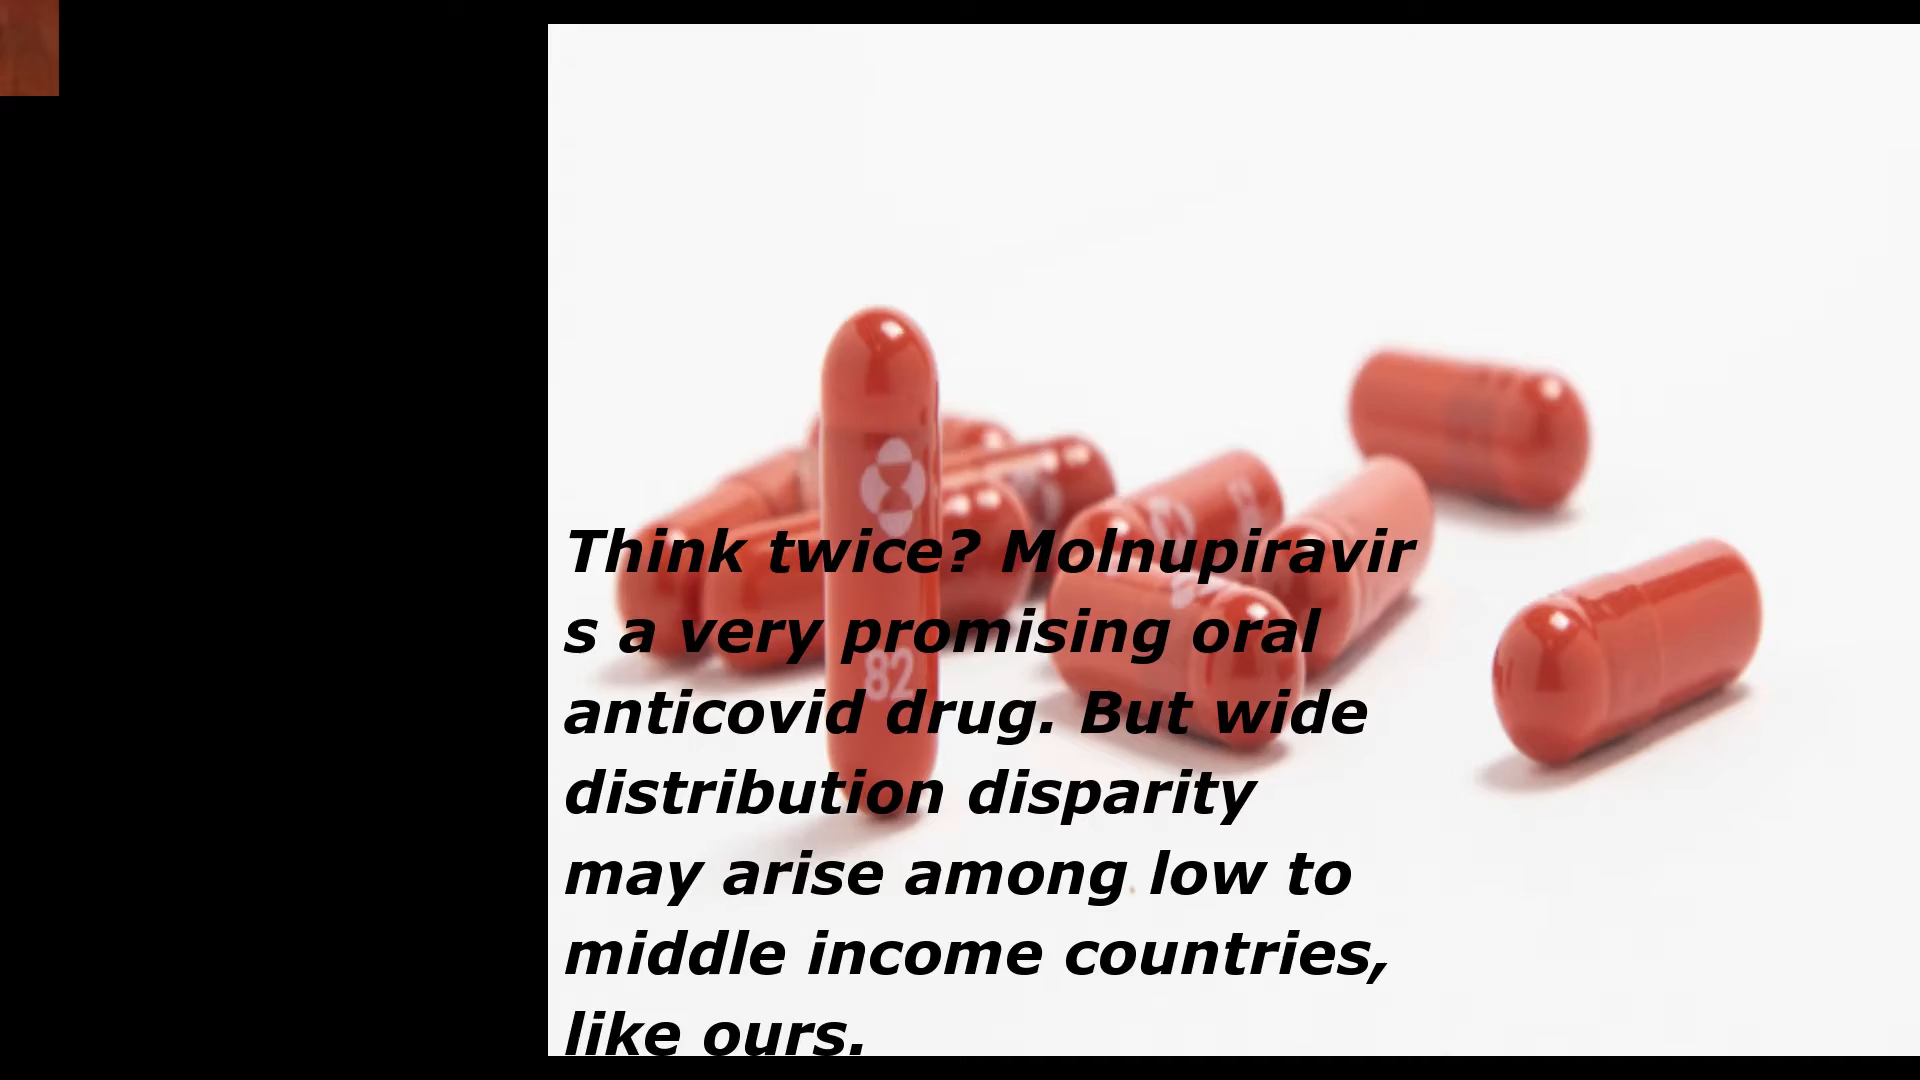 82
Think twice? Molnupiravir
s a very promising oral
anticovid drug. But wide
distribution disparity
may arise among low to
middle income countries,
like ours.